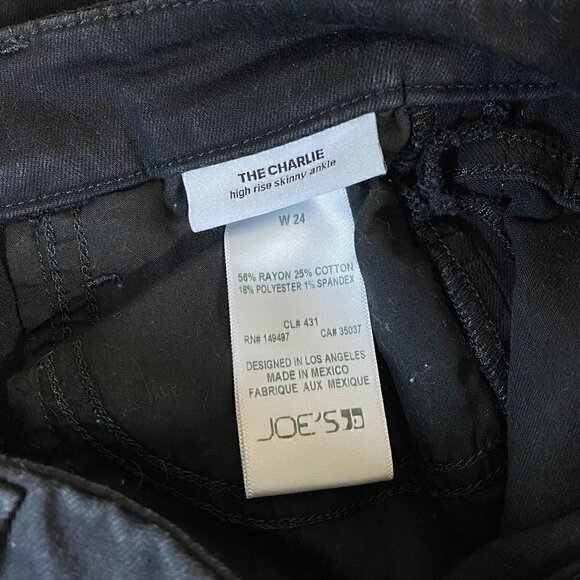 THE CHARLIE
high rise skinny ankle
W 24
56% RAYON 25% COTTON
18% POLYESTER 1% SPANDEX
CL# 431
RN# 149497 CA# 35037
DESIGNED IN LOS ANGELES
MADE IN MEXICO
FABRIQUE AUX MEXIQUE
JOE'S